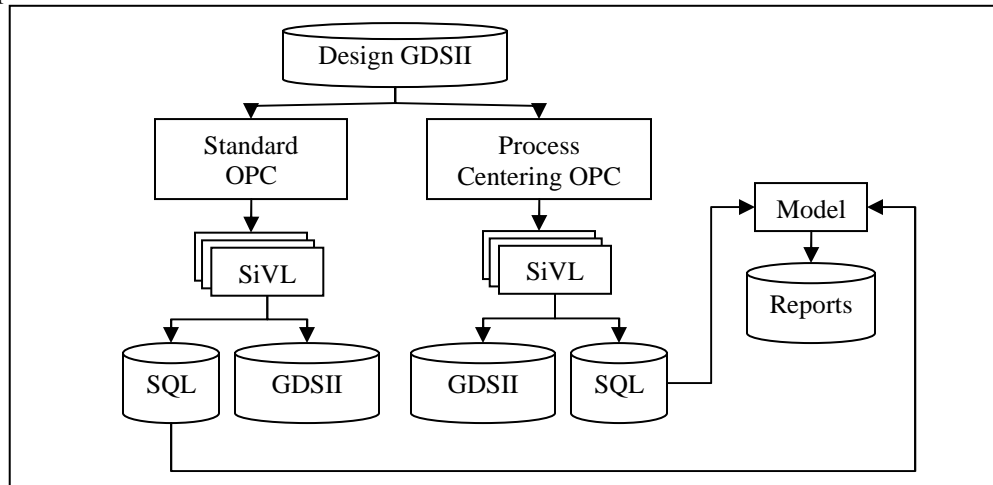 Design GDSII
Standard
OPC
Process
Centering OPC
Model
SiVL
SiVL
Reports
SQL
GDSII
GDSII
SQL